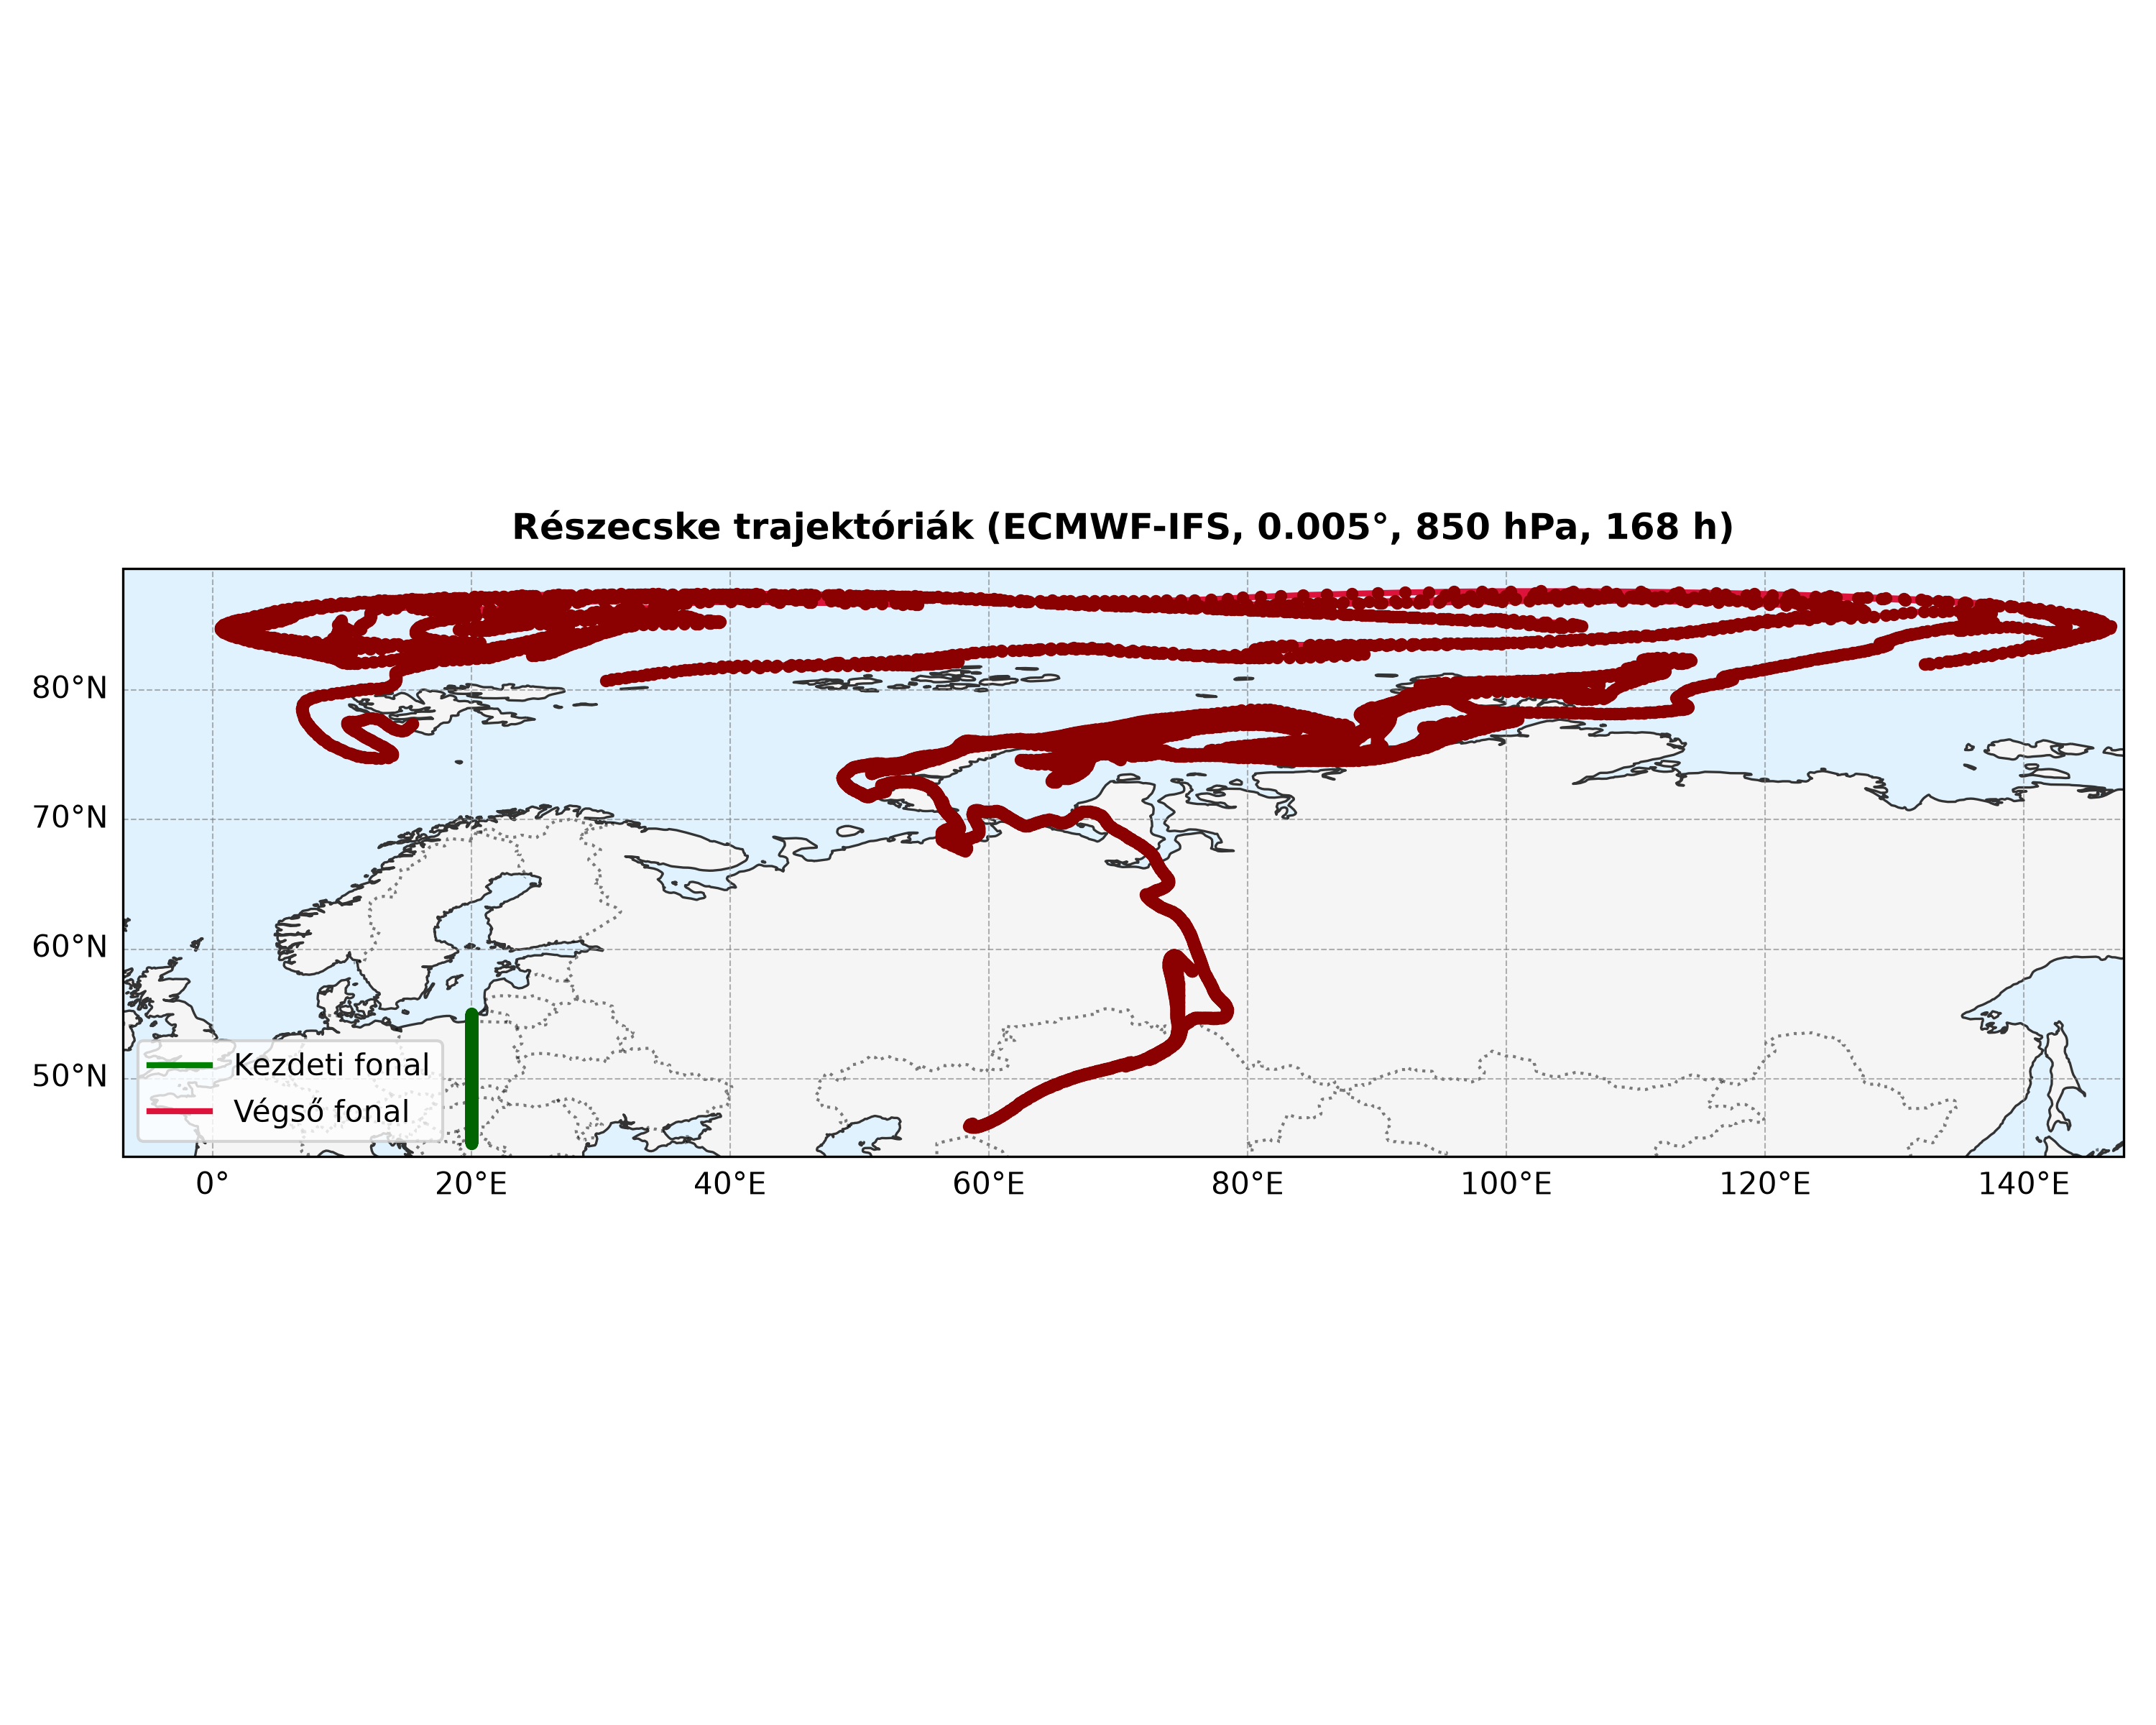 Részecske trajektóriák (ECMWF-IFS, 0.005°, 850 hPa, 168 h)
80°N
70°N
60°N
50°N
Kezdeti fonal
Végső fonal
0°
20°E
40°E
60°E
80°E
100°E
120°E
140°E